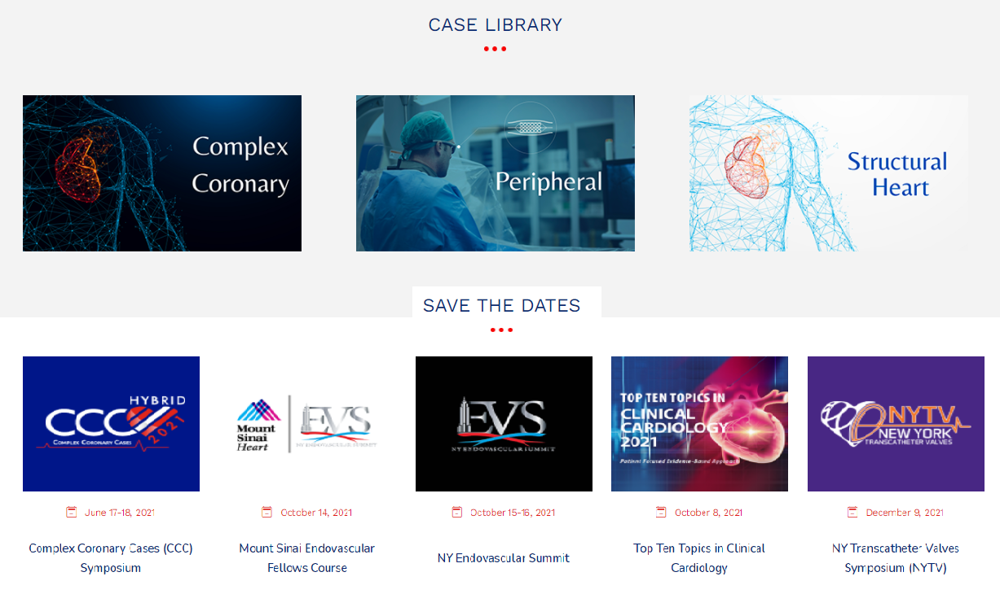 CASE LIBRARY
Complex
Coronary
Peripheral
Structural
Heart
SAVE THE DATES
HYBRID
CCC
2021
COMPLEX CORONARY CASES
Mount
Sinai
Heart
EVS
NY ENDOVASCULAR SUMMIT
EVS
NY ENDOVASCULAR SUMMIT
TOP TEN TOPICS IN
CLINICAL
CARDIOLOGY
2021
Patient Focused Evidence-Based Approach
NYTV
NEW YORK
TRANSCATHETER VALVES
June 17-18, 2021
October 14, 2021
October 15-16, 2021
October 8, 2021
December 9, 2021
Complex Coronary Cases (CCC)
Symposium
Mount Sinai Endovascular
Fellows Course
NY Endovascular Summit
Top Ten Topics in Clinical
Cardiology
NY Transcatheter Valves
Symposium (NYTV)